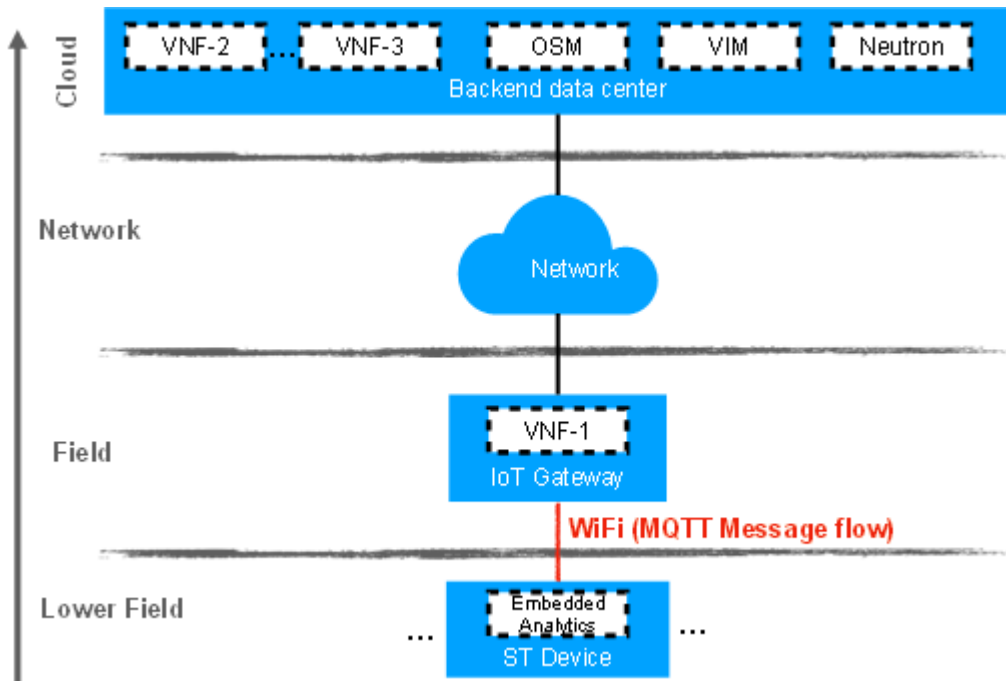 Cloud
VNF-2 ... VNF-3 OSM VIM Neutron
Backend data center
Network
Network
VNF-1
Field
IoT Gateway
WiFi (MQTT Message flow)
Lower Field
Embedded
Analytics
... ...
ST Device